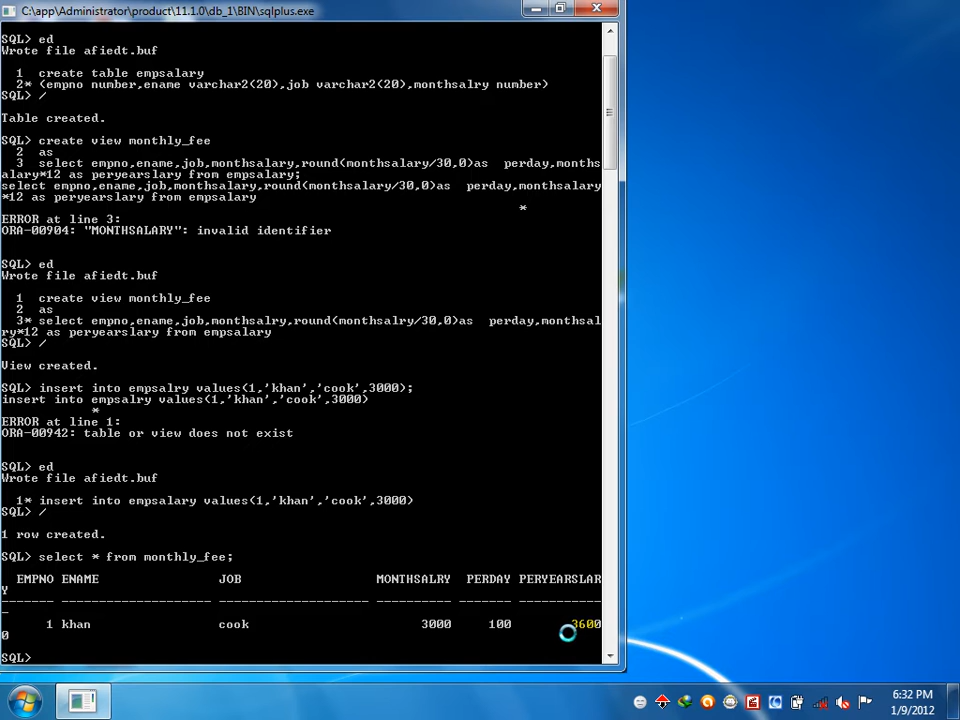 C:\app\Administrator\product\11.1.0\db_1\BIN\sqlplus.exe
SQL> ed
Wrote file afiedt.buf
1 create table empsalary
2* (empno number,ename varchar2(20),job varchar2(20),monthsalry number)
SQL> /
Table created.
SQL> create view monthly_fee
2 as
3 select empno,ename,job,monthsalary,round(monthsalary/30,0)as perday,months
alary*12 as peryearslary from empsalary;
select empno,ename,job,monthsalary,round(monthsalary/30,0)as perday,monthsalary
*12 as peryearslary from empsalary
*
ERROR at line 3:
ORA-00904: "MONTHSALARY": invalid identifier
SQL> ed
Wrote file afiedt.buf
1 create view monthly_fee
2 as
3* select empno,ename,job,monthsalry,round(monthsalry/30,0)as perday,monthsal
ry*12 as peryearslary from empsalary
SQL> /
View created.
SQL> insert into empsalry values(1,'khan','cook',3000);
insert into empsalry values(1,'khan','cook',3000)
*
ERROR at line 1:
ORA-00942: table or view does not exist
SQL> ed
Wrote file afiedt.buf
1* insert into empsalary values(1,'khan','cook',3000)
SQL> /
1 row created.
SQL> select * from monthly_fee;
EMPNO ENAME JOB MONTHSALRY PERDAY PERYEARSLAR
Y
------- -------------------- -------------------- ---------- ------- -----------
-
1 khan cook 3000 100 3600
0
SQL>
6:32 PM
1/9/2012